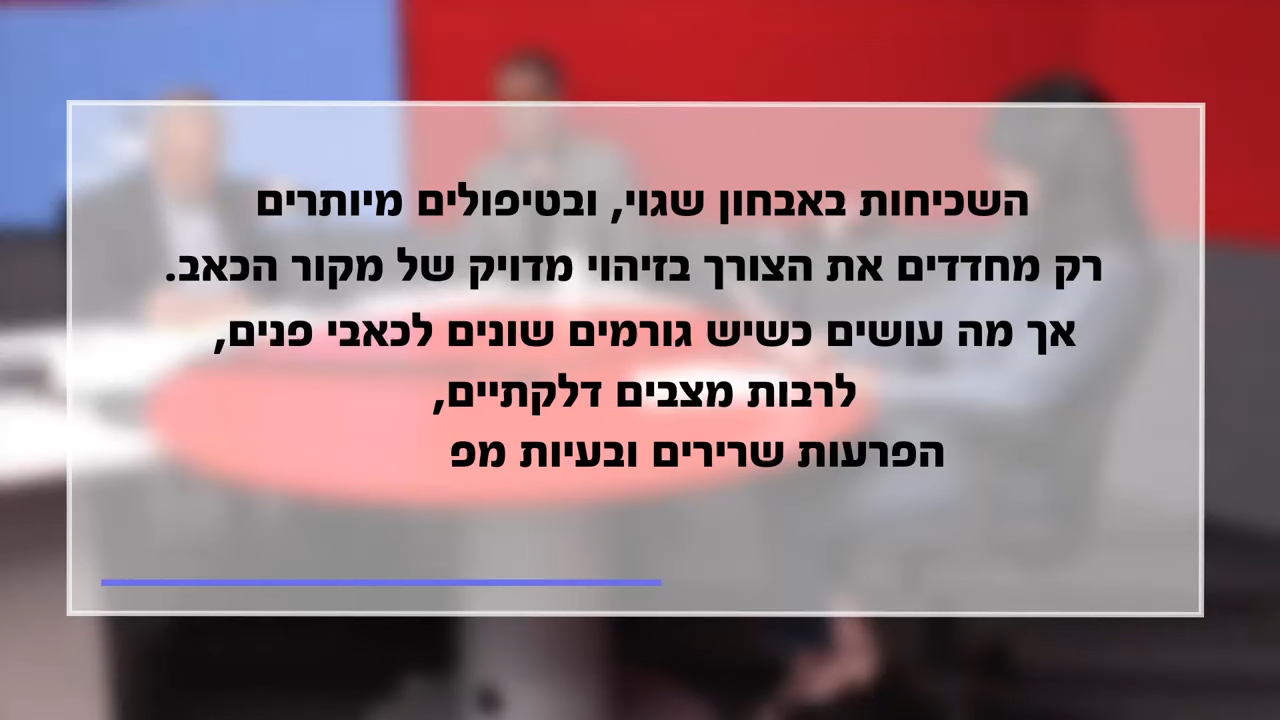 השכיחות באבחון שגוי, ובטיפולים מיותרים
רק מחדדים את הצורך בזיהוי מדויק של מקור הכאב.
אך מה עושים כשיש גורמים שונים לכאבי פנים,
לרבות מצבים דלקתיים,
הפרעות שרירים ובעיות מפ